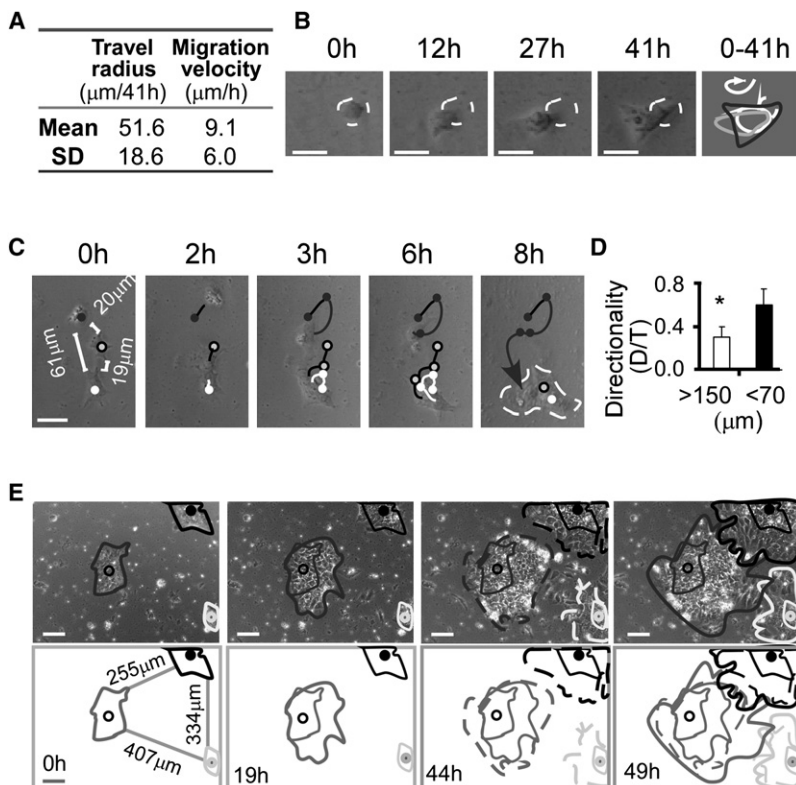 A
Travel Migration
radius velocity
(μm/41h) (μm/h)
Mean 51.6 9.1
SD 18.6 6.0
B
0h 12h 27h 41h 0-41h
C
0h 2h 3h 6h 8h
20μm
61μm
19μm
D
Directionality
(D/T)
0.8
0.4
0.0
*
>150 <70
(μm)
E
255μm
334μm
407μm
0h 19h 44h 49h